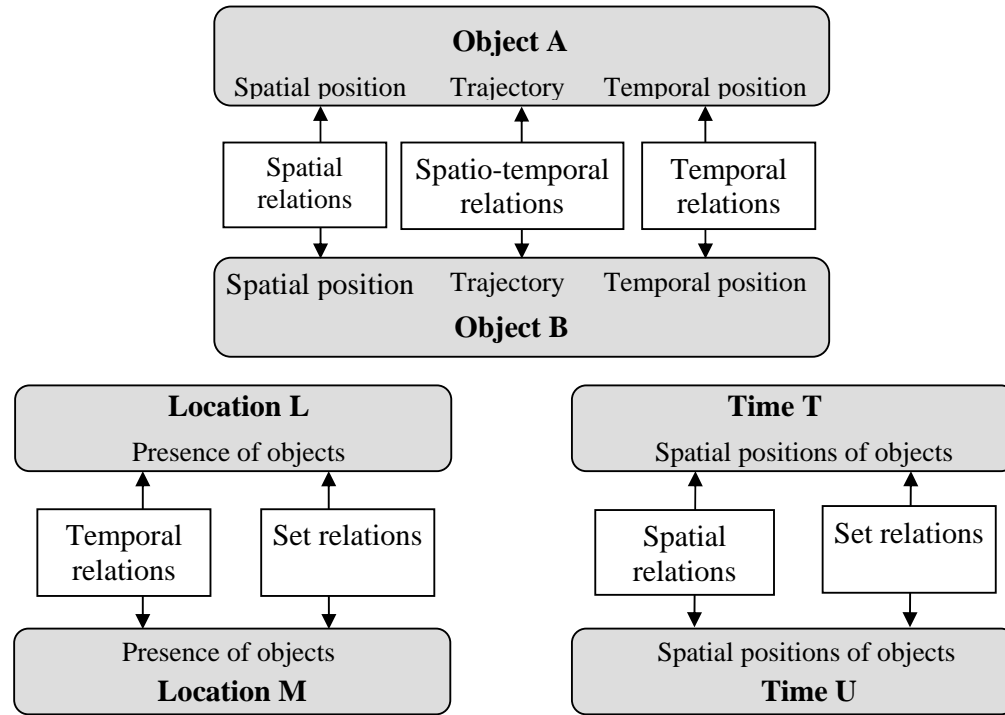 Object A
Spatial position Trajectory Temporal position
Spatial relations
Spatio-temporal relations
Temporal relations
Spatial position Trajectory Temporal position
Object B
Location L
Presence of objects
Temporal relations
Set relations
Presence of objects
Location M
Time T
Spatial positions of objects
Spatial relations
Set relations
Spatial positions of objects
Time U